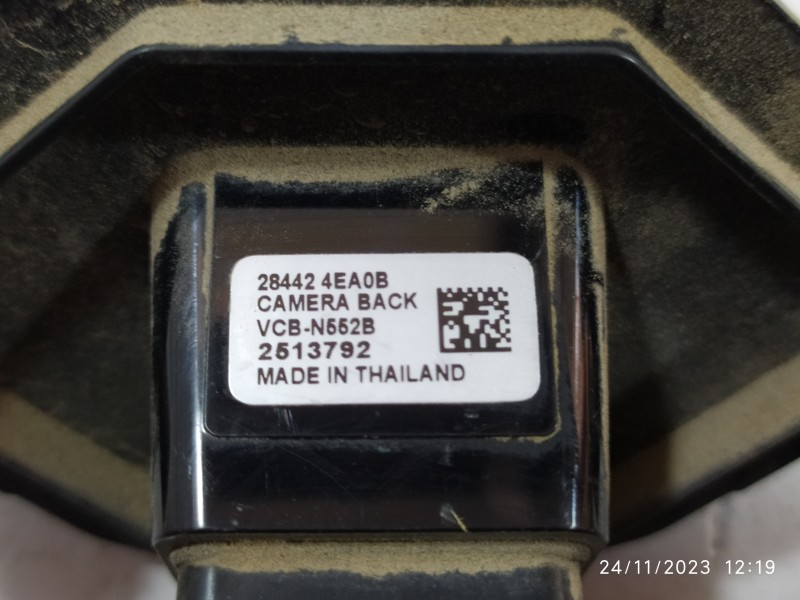 28442 4EA0B
CAMERA BACK
VCB-N552B
2513792
MADE IN THAILAND
24/11/2023 12:19